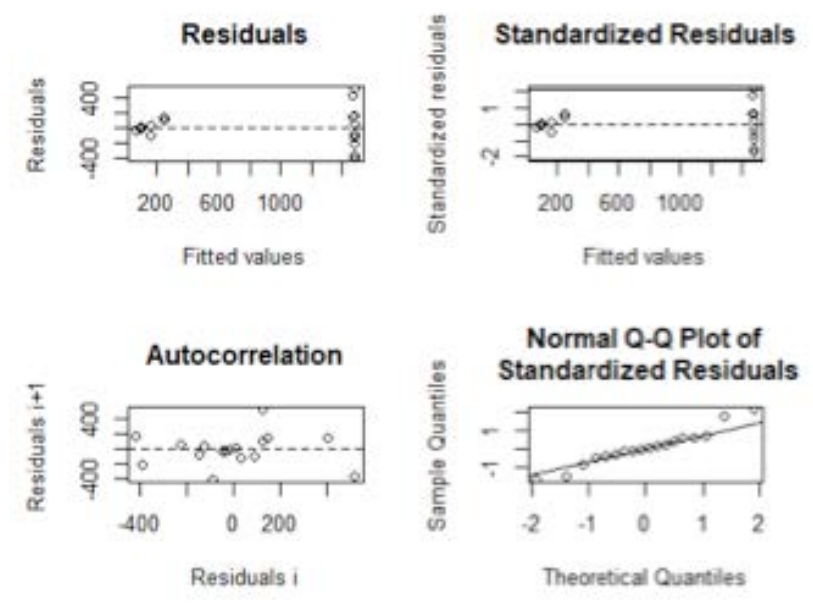 Residuals
Residuals
400
-400
200 600 1000
Fitted values
Standardized Residuals
Standardized residuals
1
-2
200 600 1000
Fitted values
Autocorrelation
Residuals i+1
400
-400
-400 0 200
Residuals i
Normal Q-Q Plot of
Standardized Residuals
Sample Quantiles
1
-1
-2 -1 0 1 2
Theoretical Quantiles